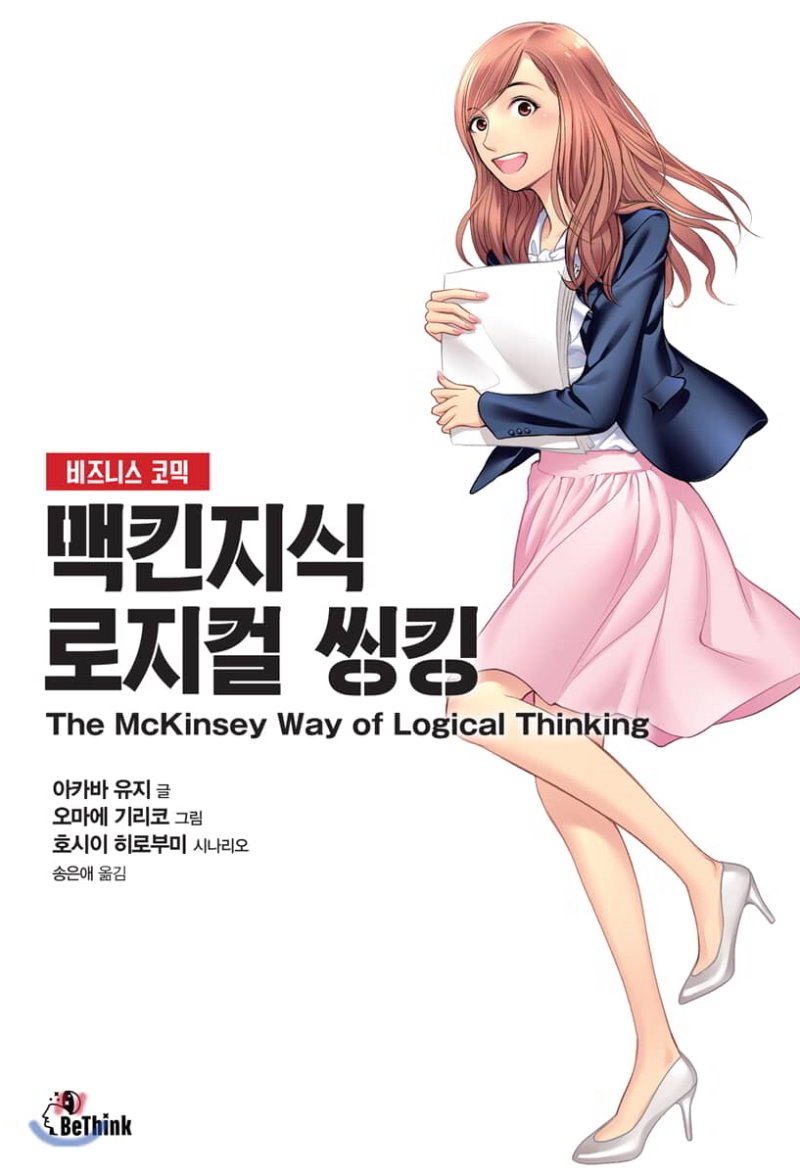 비즈니스 코믹
맥킨지식
로지컬 씽킹
The McKinsey Way of Logical Thinking
아카바 유지 글
오마에 기리코 그림
호시이 히로부미 시나리오
송은애 옮김
BeThink